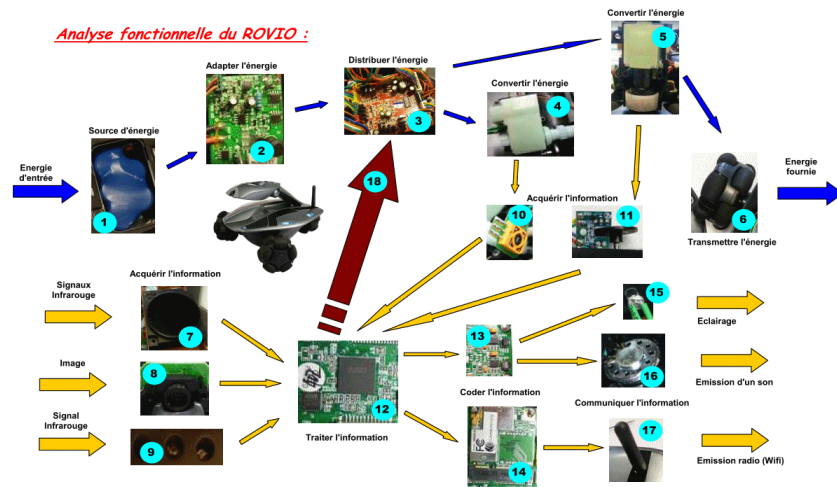 Analyse fonctionnelle du ROVIO :
Convertir l'énergie
5
Adapter l'énergie
2
Distribuer l'énergie
3
Convertir l'énergie
4
Source d'énergie
1
Energie
d'entrée
Energie
fournie
6
Transmettre l'énergie
18
Acquérir l'information
10
11
Signaux
Infrarouge
Acquérir l'information
7
Image
8
Signal
Infrarouge
9
12
Traiter l'information
13
15
Eclairage
16
Emission d'un son
Coder l'information
14
Communiquer l'information
17
Emission radio (Wifi)